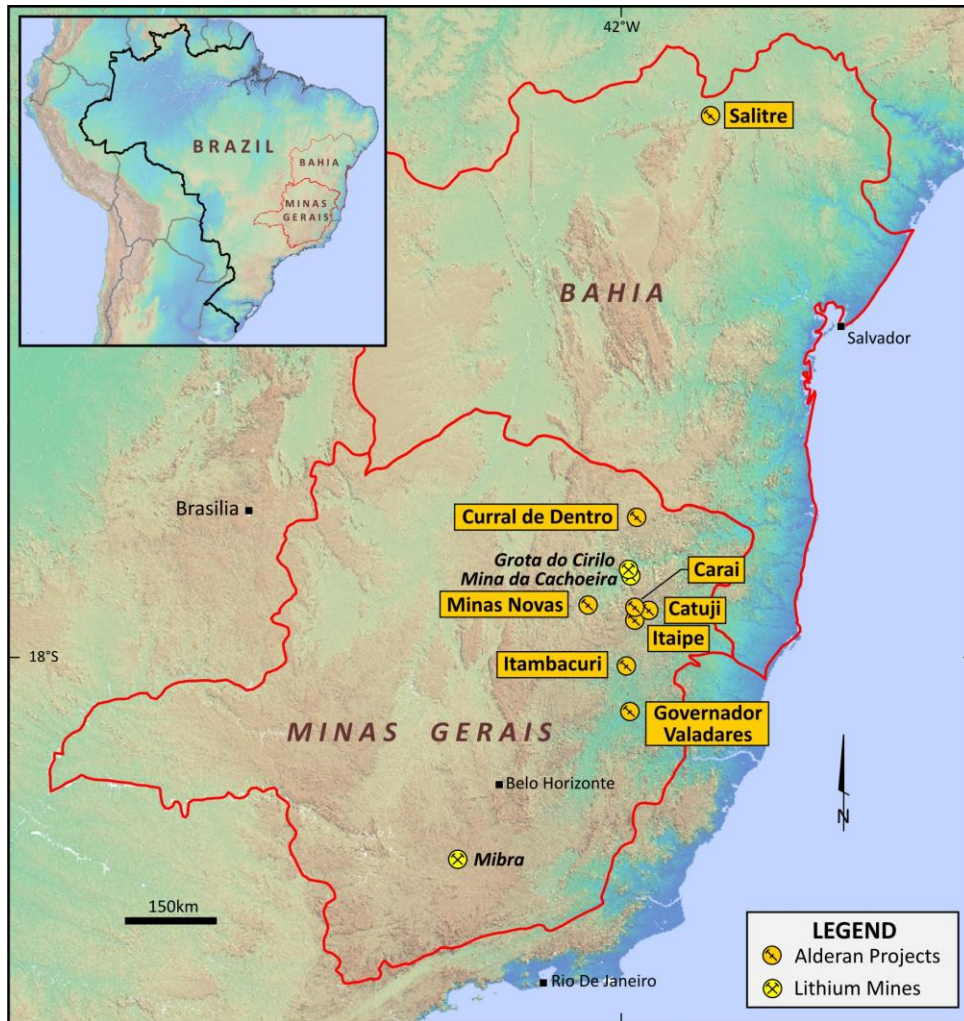 42°W
BRAZIL
BAHIA
MINAS
GERAIS
Salitre
BAHIA
Salvador
Brasilia
Curral de Dentro
Grota do Cirilo
Mina da Cachoeira
Carai
Minas Novas
Catuji
Itaipe
18°S
Itambacuri
Governador
Valadares
MINAS GERAIS
Belo Horizonte
N
Mibra
150km
Rio De Janeiro
LEGEND
Alderan Projects
Lithium Mines